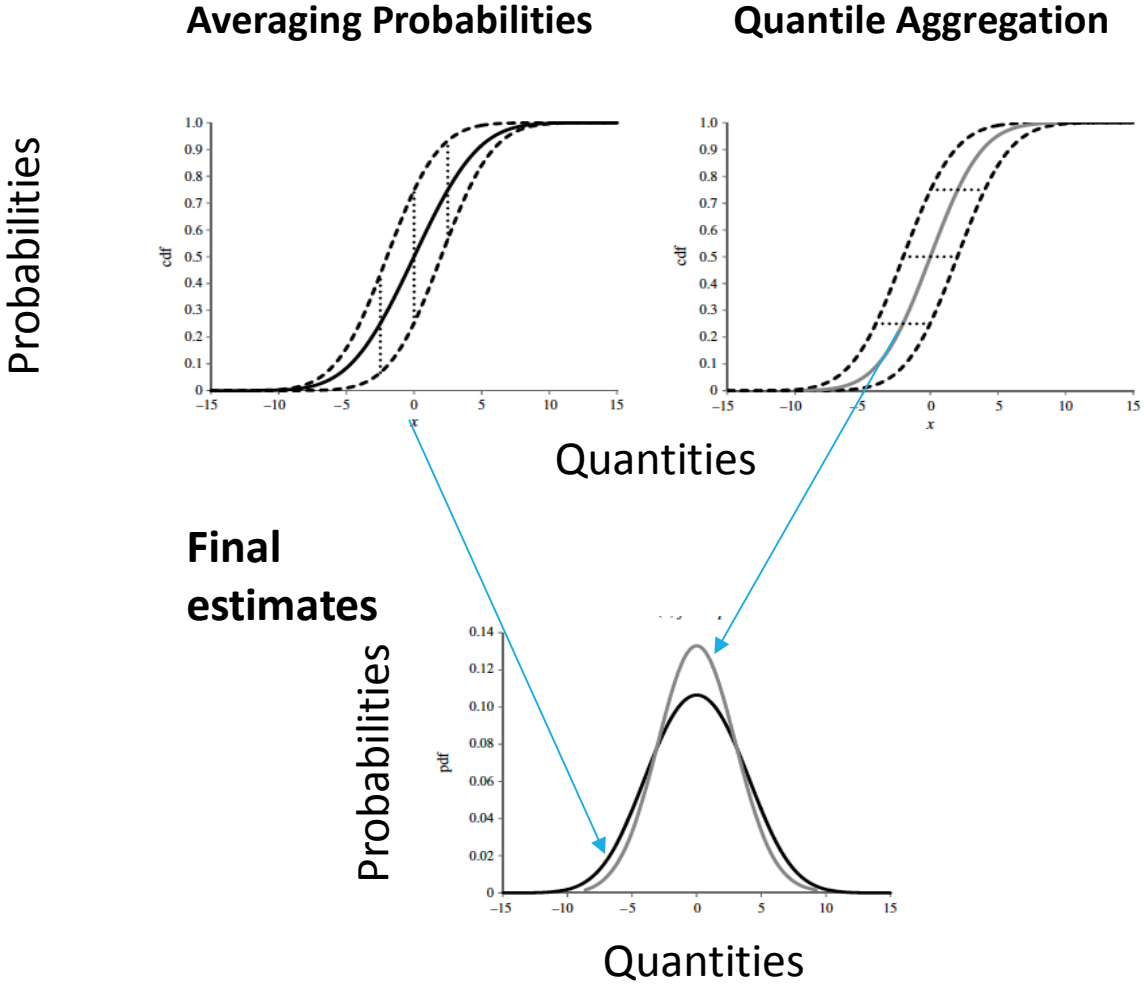 Averaging Probabilities
Quantile Aggregation
Probabilities
1.0
0.9
0.8
0.7
0.6
0.5
0.4
0.3
0.2
0.1
0
cdf
−15 −10 −5 0 5 10 15
x
1.0
0.9
0.8
0.7
0.6
0.5
0.4
0.3
0.2
0.1
0
cdf
−15 −10 −5 0 5 10 15
x
Quantities
Final
estimates
Probabilities
0.14
0.12
0.10
0.08
0.06
0.04
0.02
0
pdf
−15 −10 −5 0 5 10 15
Quantities